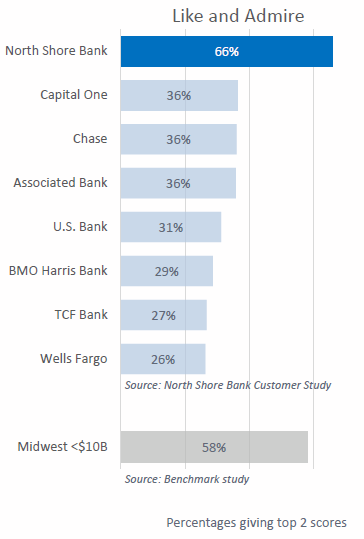 Like and Admire
North Shore Bank 66%
Capital One 36%
Chase 36%
Associated Bank 36%
U.S. Bank 31%
BMO Harris Bank 29%
TCF Bank 27%
Wells Fargo 26%
Source: North Shore Bank Customer Study
Midwest <$10B 58%
Source: Benchmark study
Percentages giving top 2 scores